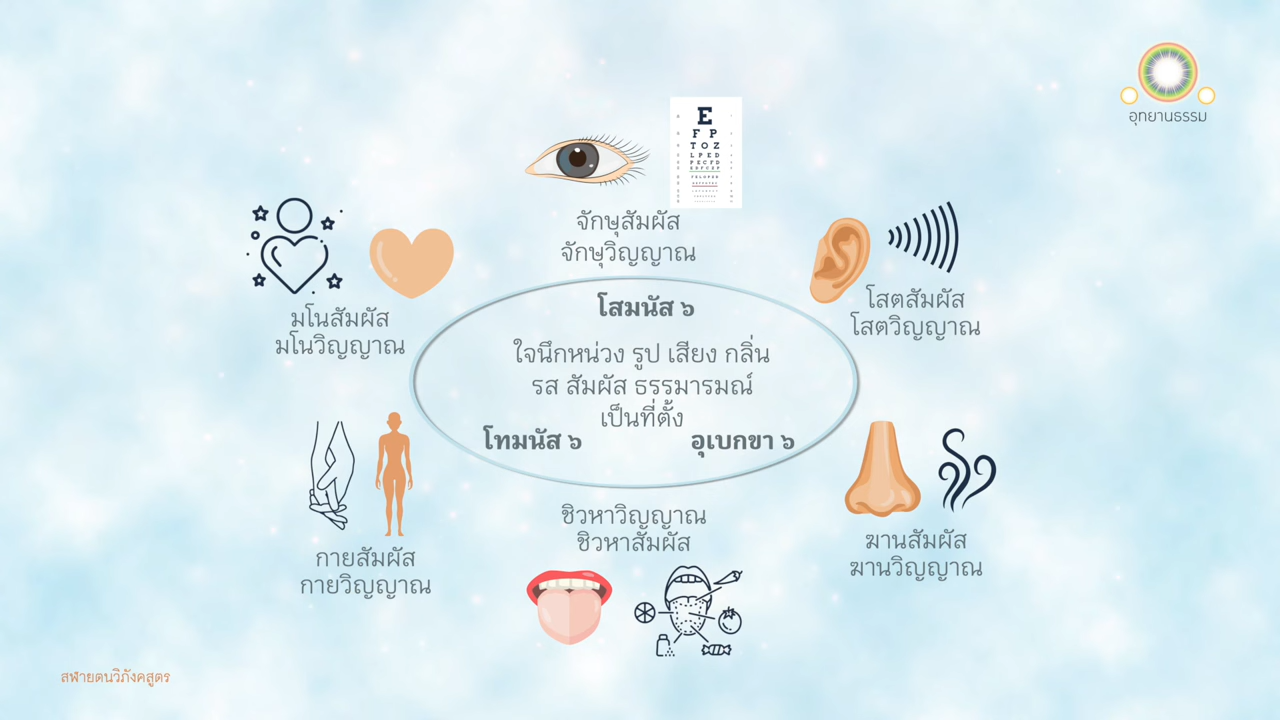 อุทยานธรรม
E
F P
T O Z
L P E D
P E C F D
จักษุสัมผัส
จักษุวิญญาณ
โสตสัมผัส
โสตวิญญาณ
มโนสัมผัส
มโนวิญญาณ
โสมนัส ๖
ใจนึกหน่วง รูป เสียง กลิ่น
รส สัมผัส ธรรมารมณ์
เป็นที่ตั้ง
โทมนัส ๖
อุเบกขา ๖
ชิวหาวิญญาณ
ชิวหาสัมผัส
ฆานสัมผัส
ฆานวิญญาณ
กายสัมผัส
กายวิญญาณ
สฬายตนวิภังคสูตร